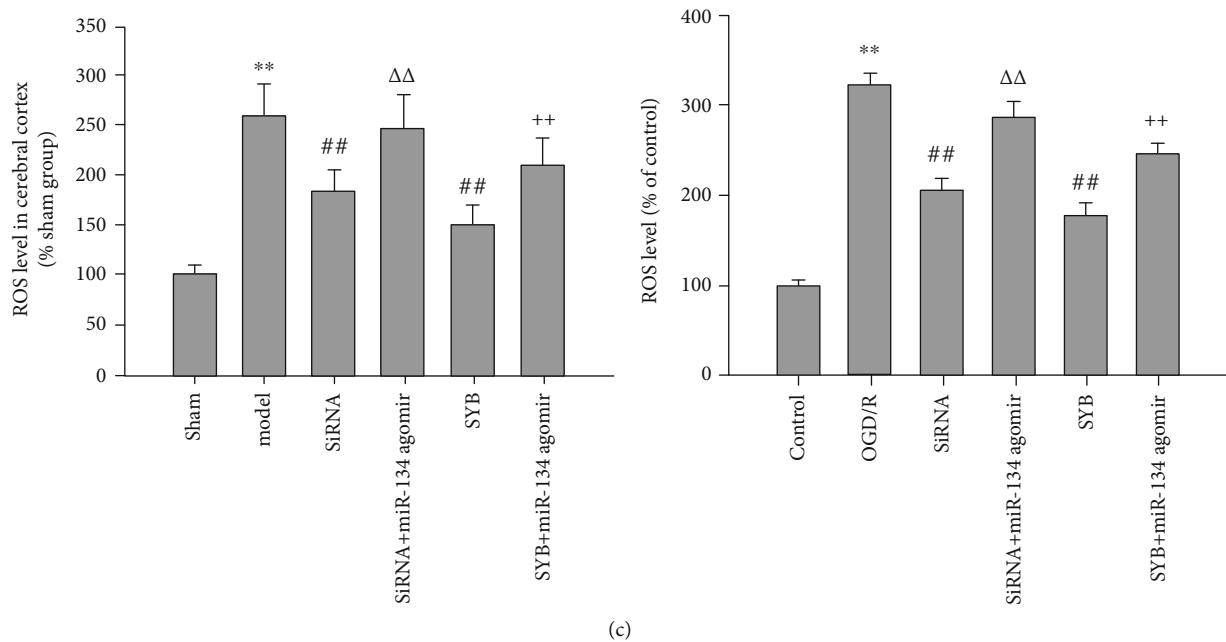 350
300
250
200
150
100
50
0
ROS level in cerebral cortex
(% sham group)
**
##
ΔΔ
##
++
Sham
model
SiRNA
SiRNA+miR-134 agomir
SYB
SYB+miR-134 agomir
400
300
200
100
0
ROS level (% of control)
**
##
ΔΔ
##
++
Control
OGD/R
SiRNA
SiRNA+miR-134 agomir
SYB
SYB+miR-134 agomir
(c)